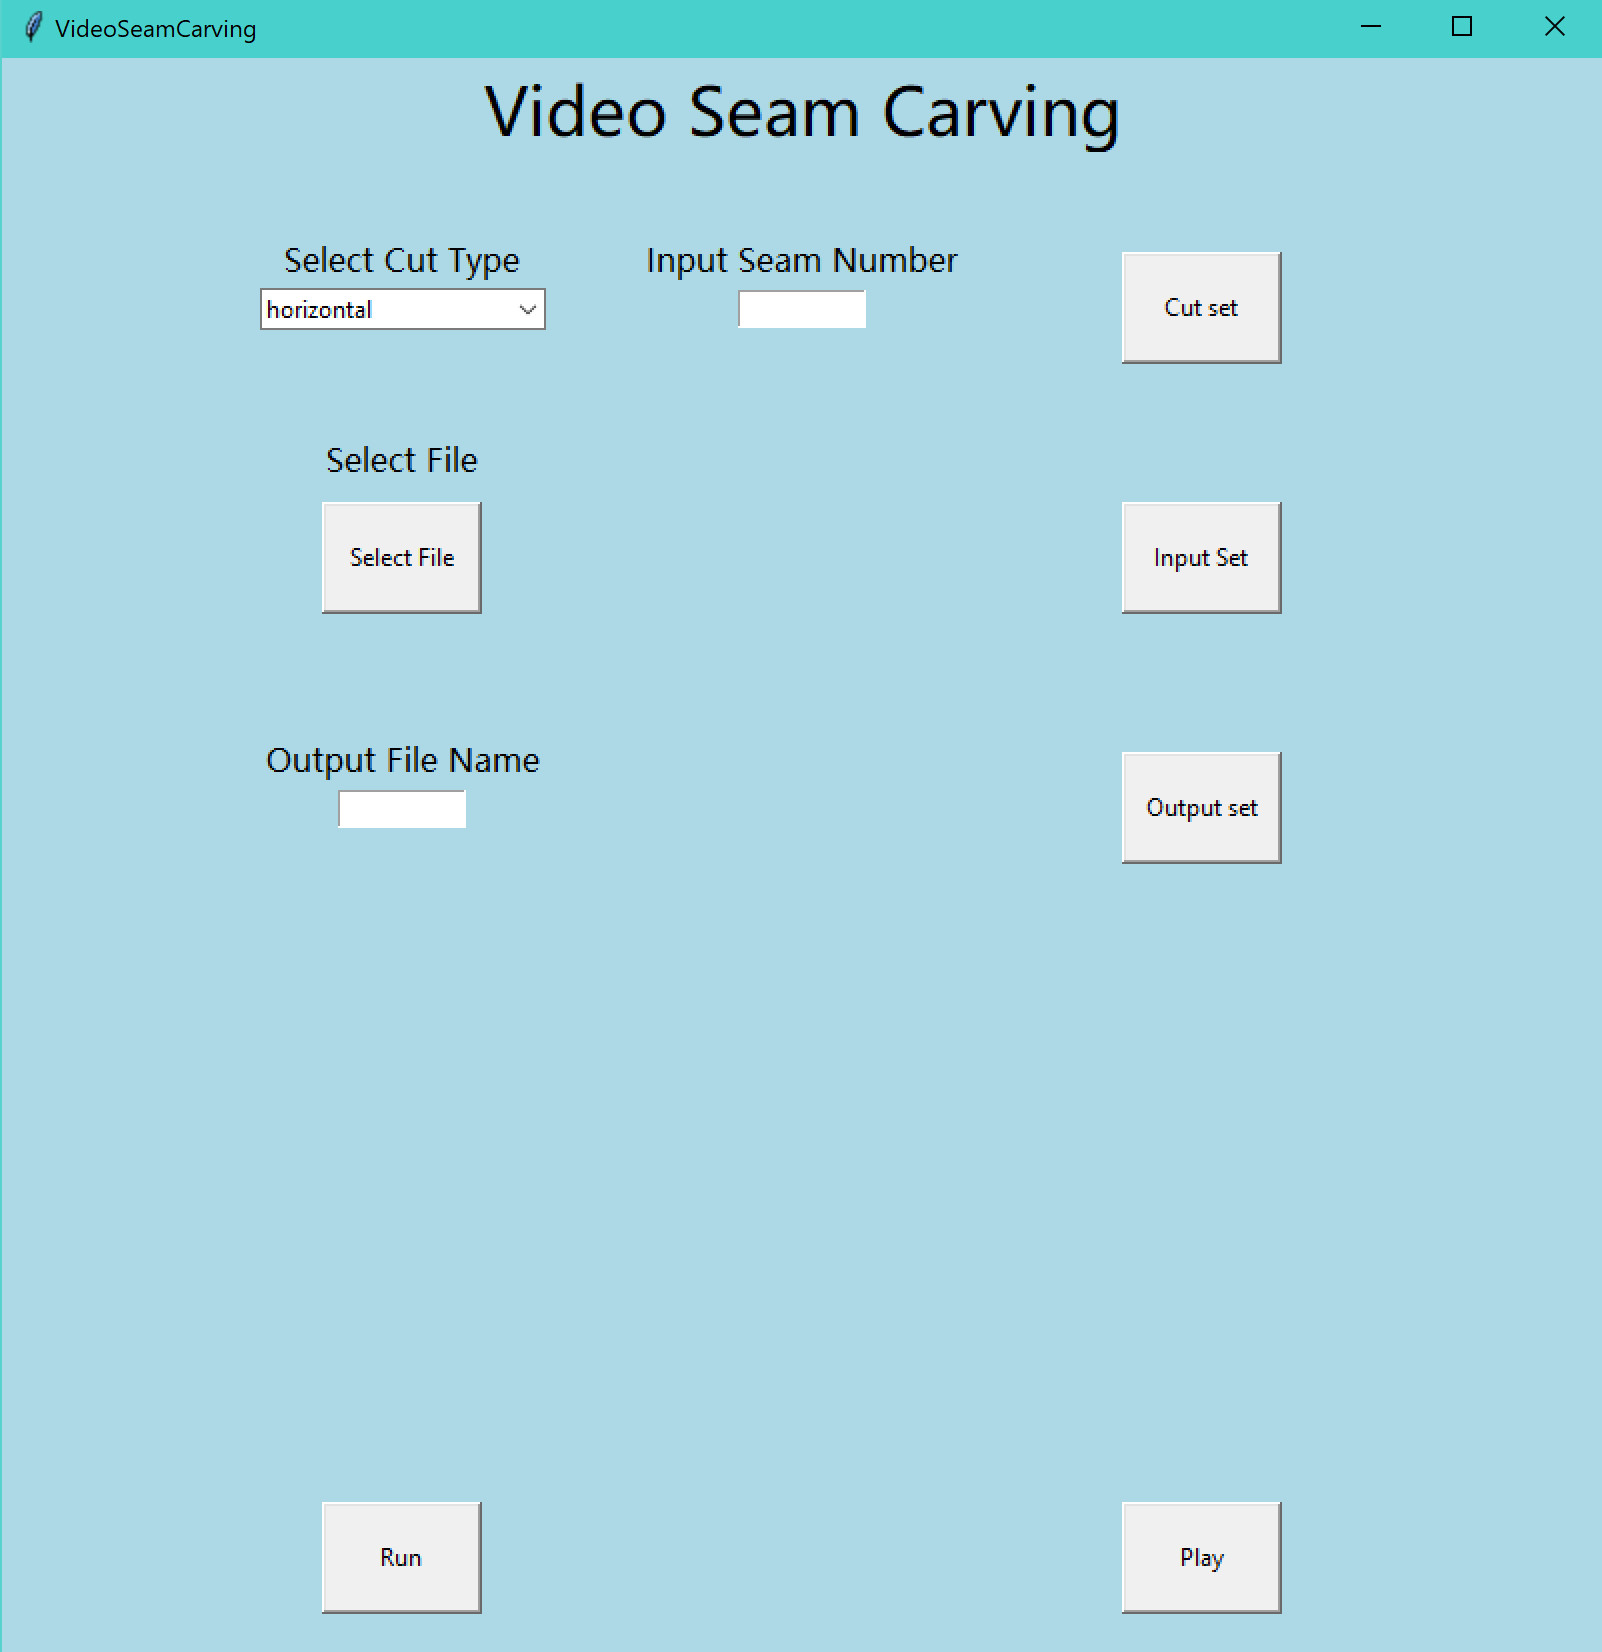 VideoSeamCarving
Video Seam Carving
Select Cut Type
Input Seam Number
horizontal
Cut set
Select File
Select File
Input Set
Output File Name
Output set
Run
Play